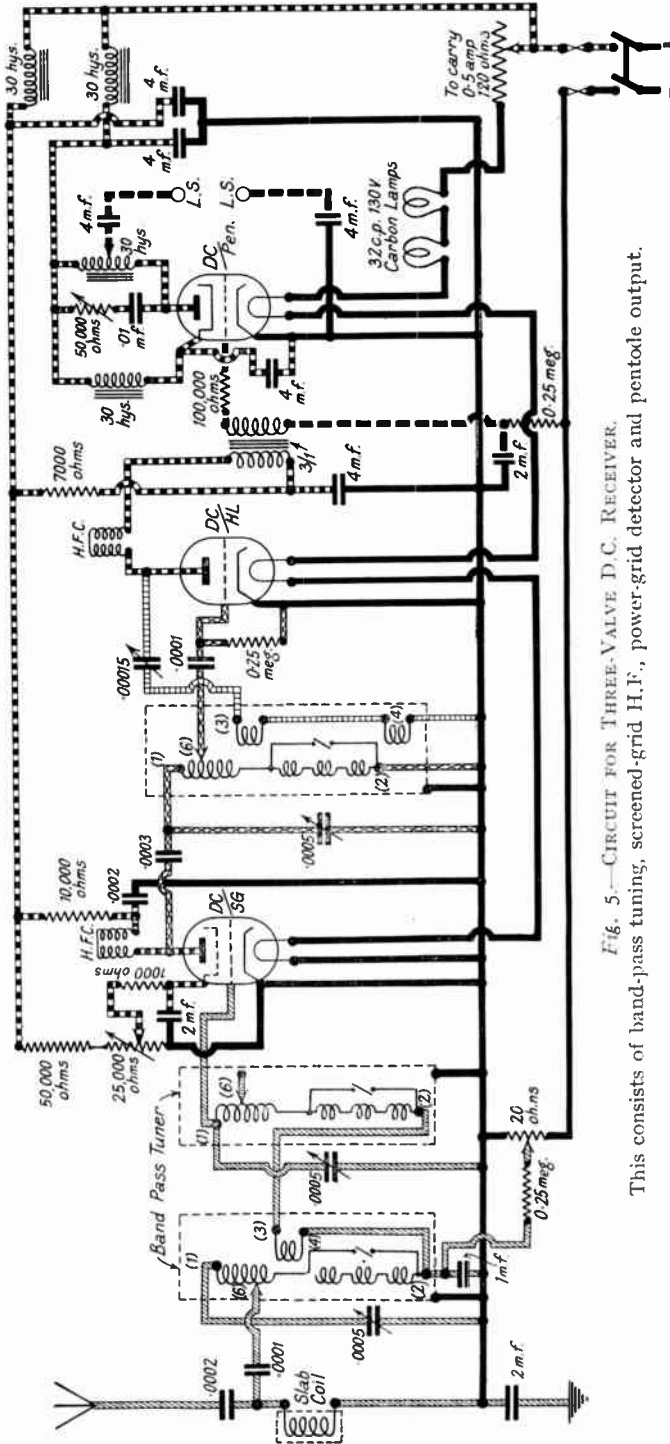 30 hys.
30 hys.
To carry
0·5 amp
120 ohms
4
m.f.
4
m.f.
4 m.f.
L.S.
L.S.
4 m.f.
32 c.p. 130 V.
Carbon Lamps
30
hys
50,000
ohms
·01
m.f.
DC
Pen.
30
hys.
100,000
ohms
4
m.f.
0·25 meg.
3/1
2 m.f.
4 m.f.
7000
ohms
H.F.C.
DC
HL
·00015
·0001
0·25
meg.
(3)
(4)
(1)
(6)
(2)
·0003
·0005
10,000
ohms
·0002
H.F.C.
DC
SG
1000 ohms
2 m.f.
50,000
ohms
25,000
ohms
Band Pass Tuner
(1)
(6)
(2)
·0005
20
ohms
0·25 meg.
(3)
(4)
(1)
(6)
(2)
1 m.f.
·0005
·0001
·0002
Slab
Coil
2 m.f.
Fig. 5.—CIRCUIT FOR THREE-VALVE D.C. RECEIVER.
This consists of band-pass tuning, screened-grid H.F., power-grid detector and pentode output.